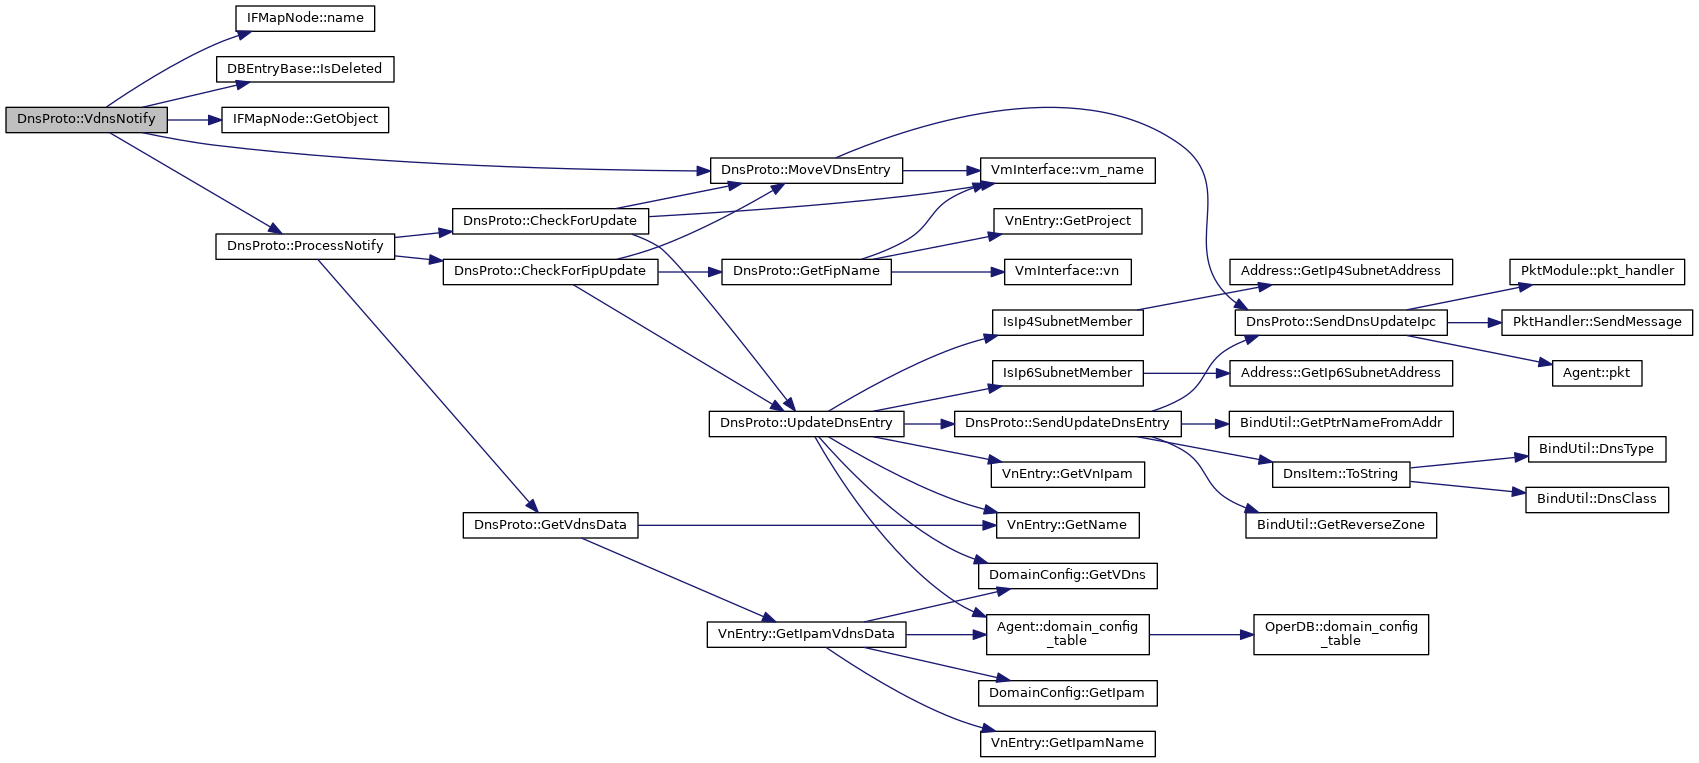 IFMapNode::name
DBEntryBase::IsDeleted
DnsProto::VdnsNotify
IFMapNode::GetObject
DnsProto::MoveVDnsEntry
VmInterface::vm_name
DnsProto::CheckForUpdate
VnEntry::GetProject
DnsProto::ProcessNotify
DnsProto::CheckForFipUpdate
DnsProto::GetFipName
VmInterface::vn
Address::GetIp4SubnetAddress
PktModule::pkt_handler
IsIp4SubnetMember
DnsProto::SendDnsUpdateIpc
PktHandler::SendMessage
IsIp6SubnetMember
Address::GetIp6SubnetAddress
Agent::pkt
DnsProto::UpdateDnsEntry
DnsProto::SendUpdateDnsEntry
BindUtil::GetPtrNameFromAddr
BindUtil::DnsType
VnEntry::GetVnIpam
DnsItem::ToString
BindUtil::DnsClass
DnsProto::GetVdnsData
VnEntry::GetName
BindUtil::GetReverseZone
DomainConfig::GetVDns
VnEntry::GetIpamVdnsData
Agent::domain_config
_table
OperDB::domain_config
_table
DomainConfig::GetIpam
VnEntry::GetIpamName